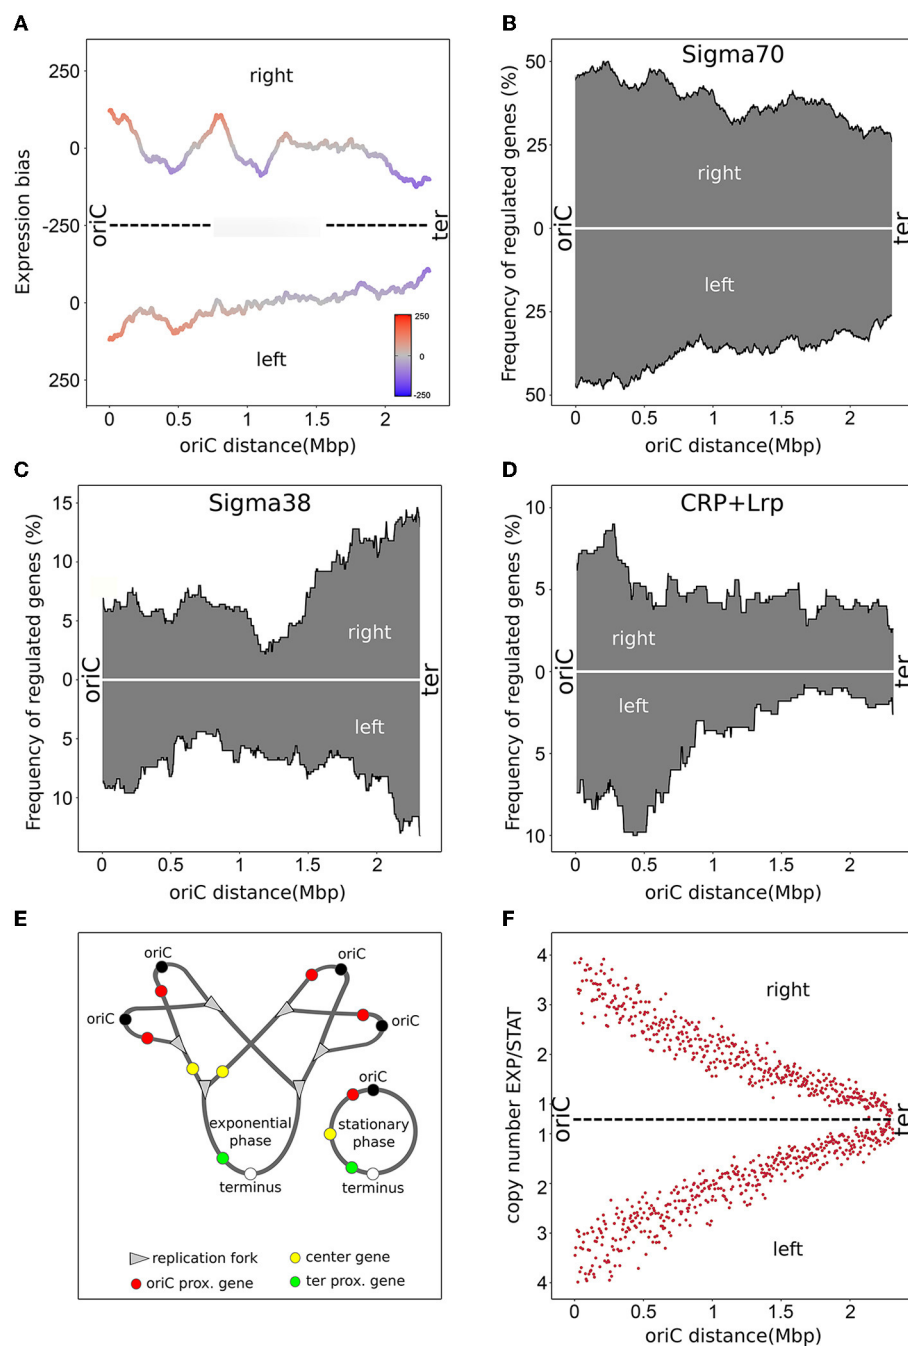 A
Expression bias
250
0
-250
0
250
right
oriC
ter
left
250
0
-250
0
0.5
1
1.5
2
oriC distance(Mbp)
B
Sigma70
Frequency of regulated genes (%)
50
25
0
25
50
right
left
oriC
ter
0
0.5
1
1.5
2
oriC distance(Mbp)
C
Sigma38
Frequency of regulated genes (%)
15
10
5
0
5
10
right
left
oriC
ter
0
0.5
1
1.5
2
oriC distance(Mbp)
D
CRP+Lrp
Frequency of regulated genes (%)
10
5
0
5
10
right
left
oriC
ter
0
0.5
1
1.5
2
oriC distance(Mbp)
E
oriC
oriC
oriC
oriC
exponential
phase
terminus
oriC
stationary
phase
terminus
replication fork
center gene
oriC prox. gene
ter prox. gene
F
copy number EXP/STAT
4
3
2
1
1
2
3
4
right
left
oriC
ter
0
0.5
1
1.5
2
oriC distance(Mbp)